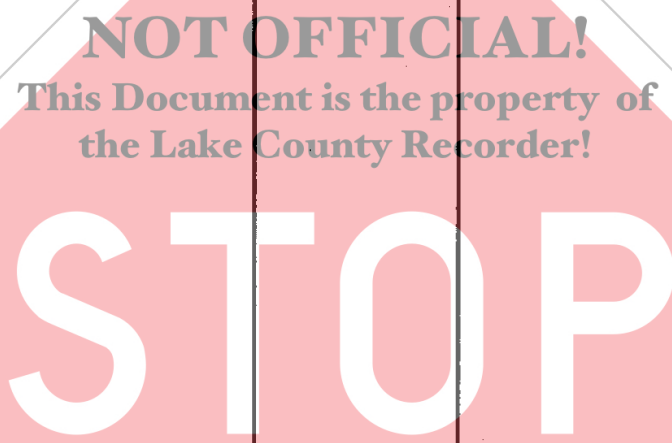 NOT OFFICIAL!
This Document is the property of
the Lake County Recorder!
STOP